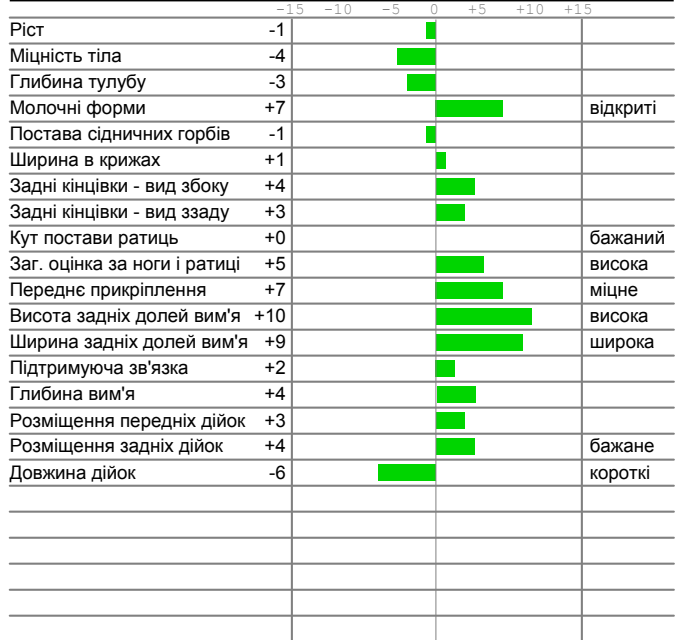 -15 -10 -5 0 +5 +10 +15
Ріст -1
Міцність тіла -4
Глибина тулубу -3
Молочні форми +7 відкриті
Постава сідничних горбів -1
Ширина в крижах +1
Задні кінцівки - вид збоку +4
Задні кінцівки - вид ззаду +3
Кут постави ратиць +0 бажаний
Заг. оцінка за ноги і ратиці +5 висока
Переднє прикріплення +7 міцне
Висота задніх долей вим'я +10 висока
Ширина задніх долей вим'я +9 широка
Підтримуюча зв'язка +2
Глибина вим'я +4
Розміщення передніх дійок +3
Розміщення задніх дійок +4 бажане
Довжина дійок -6 короткі